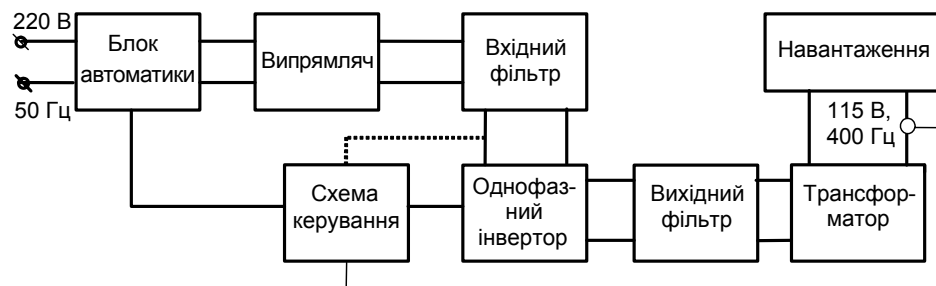 220 В
50 Гц
Блок
автоматики
Випрямляч
Вхідний
фільтр
Навантаження
115 В,
400 Гц
Схема
керування
Однофаз-
ний
інвертор
Вихідний
фільтр
Трансфор-
матор